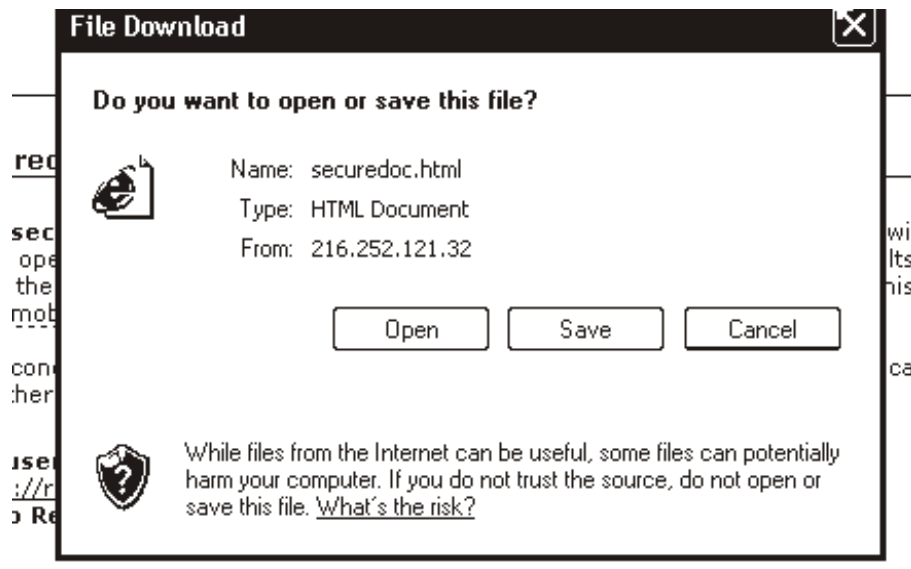 File Download
Do you want to open or save this file?
Name: securedoc.html
Type: HTML Document
From: 216.252.121.32
Open Save Cancel
While files from the Internet can be useful, some files can potentially
harm your computer. If you do not trust the source, do not open or
save this file. What's the risk?